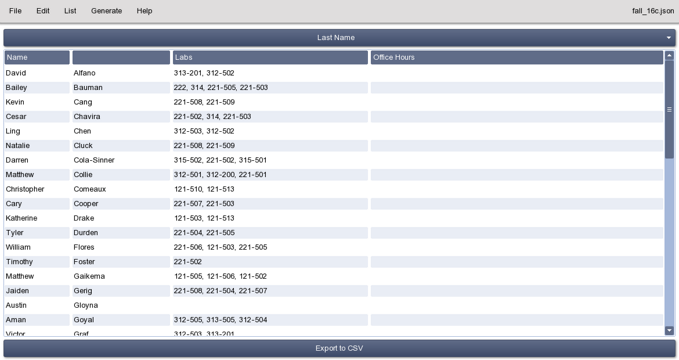 File Edit List Generate Help fall_16c.json
Last Name
Name Labs Office Hours
David Alfano 313-201, 312-502
Bailey Bauman 222, 314, 221-505, 221-503
Kevin Cang 221-508, 221-509
Cesar Chavira 221-502, 314, 221-503
Ling Chen 312-503, 312-502
Natalie Cluck 221-508, 221-509
Darren Cola-Sinner 315-502, 221-502, 315-501
Matthew Collie 312-501, 312-200, 221-501
Christopher Comeaux 121-510, 121-513
Cary Cooper 221-507, 221-503
Katherine Drake 121-503, 121-513
Tyler Durden 221-504, 221-505
William Flores 221-506, 121-503, 221-505
Timothy Foster 221-502
Matthew Gaikema 121-505, 121-506, 121-502
Jaiden Gerig 221-508, 221-504, 221-507
Austin Gloyna
Aman Goyal 312-505, 313-505, 312-504
Victor Graf 312-503, 313-201
Export to CSV